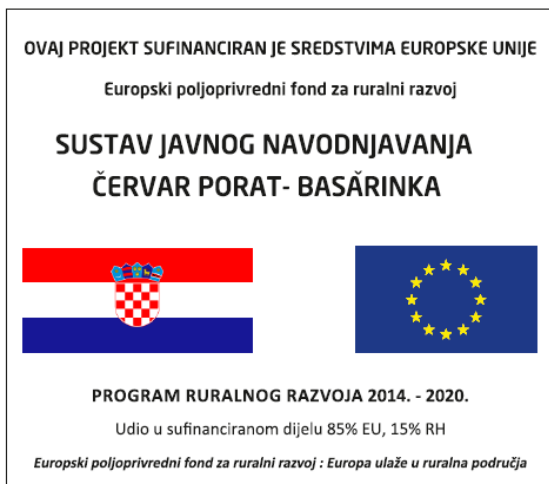 OVAJ PROJEKT SUFINANCIRAN JE SREDSTVIMA EUROPSKE UNIJE
Europski poljoprivredni fond za ruralni razvoj
SUSTAV JAVNOG NAVODNJAVANJA
ČERVAR PORAT- BASĂRINKA
PROGRAM RURALNOG RAZVOJA 2014. - 2020.
Udio u sufinanciranom dijelu 85% EU, 15% RH
Europski poljoprivredni fond za ruralni razvoj : Europa ulaže u ruralna područja